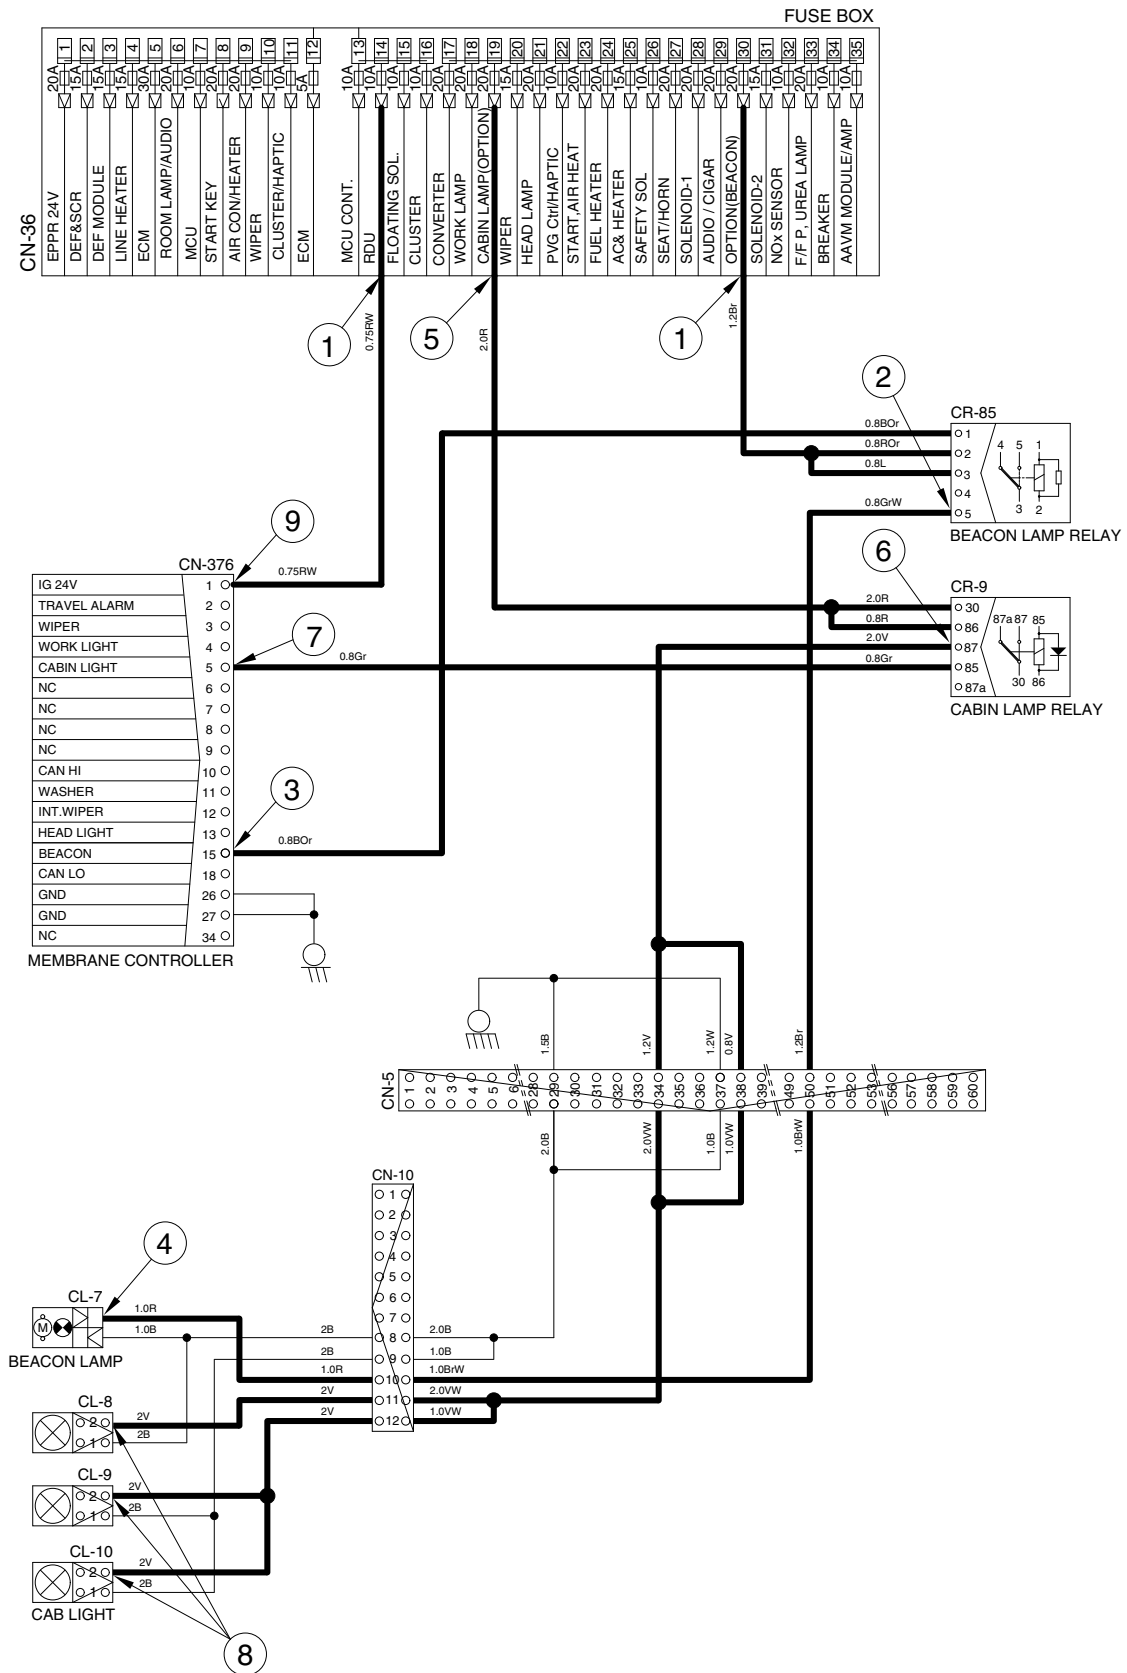 FUSE BOX
1 2 3 4 5 6 7 8 9 10 11 12 13 14 15 16 17 18 19 20 21 22 23 24 25 26 27 28 29 30 31 32 33 34 35
20A 15A 15A 15A 30A 20A 10A 20A 20A 10A 10A 5A 10A 10A 10A 10A 20A 10A 20A 15A 20A 10A 20A 20A 15A 10A 20A 10A 20A 20A 10A 10A 20A 10A 10A
CN-36
EPPR 24V
DEF&SCR
DEF MODULE
LINE HEATER
ECM
ROOM LAMP/AUDIO
MCU
START KEY
AIR CON/HEATER
WIPER
CLUSTER/HAPTIC
ECM
MCU CONT.
RDU
FLOATING SOL.
CLUSTER
CONVERTER
WORK LAMP
CABIN LAMP(OPTION)
WIPER
HEAD LAMP
PVG Ctrl/HAPTIC
START,AIR HEAT
FUEL HEATER
AC& HEATER
SAFETY SOL
SEAT/HORN
SOLENOID-1
AUDIO / CIGAR
OPTION(BEACON)
SOLENOID-2
NOx SENSOR
F/F P, UREA LAMP
BREAKER
AAVM MODULE/AMP
1
0.75RW
5
2.0R
1
1.2Br
2
CR-85
0.8BOr
1
0.8ROr
2
0.8L
3
4
0.8GrW
5
4 5 1
3 2
BEACON LAMP RELAY
9
6
CN-376
0.75RW
CR-9
2.0R
30
0.8R
86
2.0V
87
0.8Gr
85
87a
87a 87 85
30 86
CABIN LAMP RELAY
7
0.8Gr
IG 24V 1
TRAVEL ALARM 2
WIPER 3
WORK LIGHT 4
CABIN LIGHT 5
NC 6
NC 7
NC 8
NC 9
CAN HI 10
WASHER 11
INT.WIPER 12
HEAD LIGHT 13
BEACON 15
CAN LO 18
GND 26
GND 27
NC 34
MEMBRANE CONTROLLER
3
0.8BOr
1.5B
1.2V
1.2W
0.8V
1.2Br
CN-5
1 2 3 4 5 6 28 29 30 31 32 33 34 35 36 37 38 39 49 50 51 52 53 56 57 58 59 60
2.0B
2.0VW
1.0B
1.0VW
1.0BrW
CN-10
1
2
3
4
5
6
7
8
9
10
11
12
4
CL-7
1.0R
1.0B
M
BEACON LAMP
2B
2.0B
2B
1.0B
1.0R
1.0BrW
2V
2.0VW
2V
1.0VW
CL-8
2
1
2V
2B
CL-9
2
1
2V
2B
CL-10
2
1
2V
2B
CAB LIGHT
8